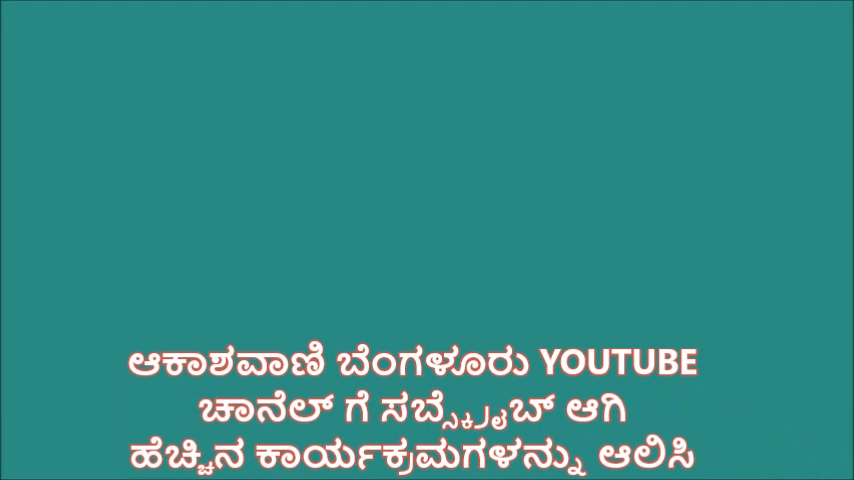 ಆಕಾಶವಾಣಿ ಬೆಂಗಳೂರು YOUTUBE
ಚಾನೆಲ್ ಗೆ ಸಬ್ಸ್ಕ್ರೈಬ್ ಆಗಿ
ಹೆಚ್ಚಿನ ಕಾರ್ಯಕ್ರಮಗಳನ್ನು ಆಲಿಸಿ